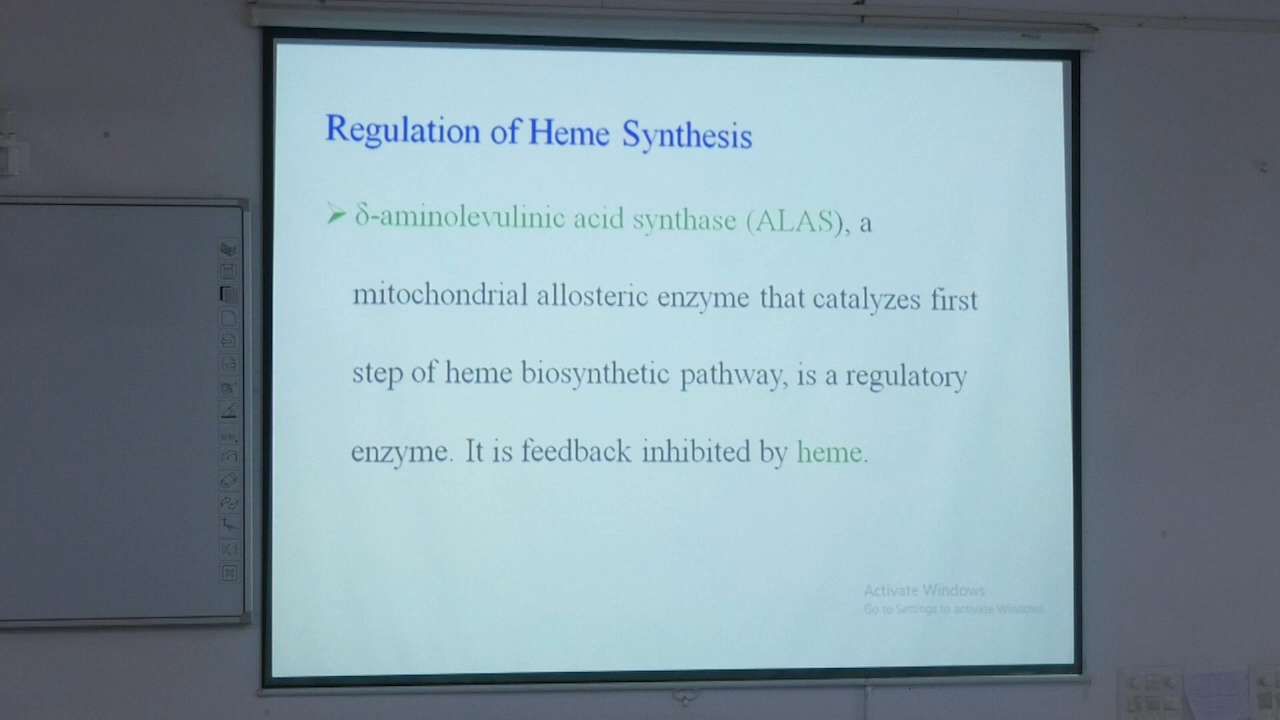 Regulation of Heme Synthesis
➤ δ-aminolevulinic acid synthase (ALAS), a
mitochondrial allosteric enzyme that catalyzes first
step of heme biosynthetic pathway, is a regulatory
enzyme. It is feedback inhibited by heme.
Activate Windows
Go to Settings to activate Windows.